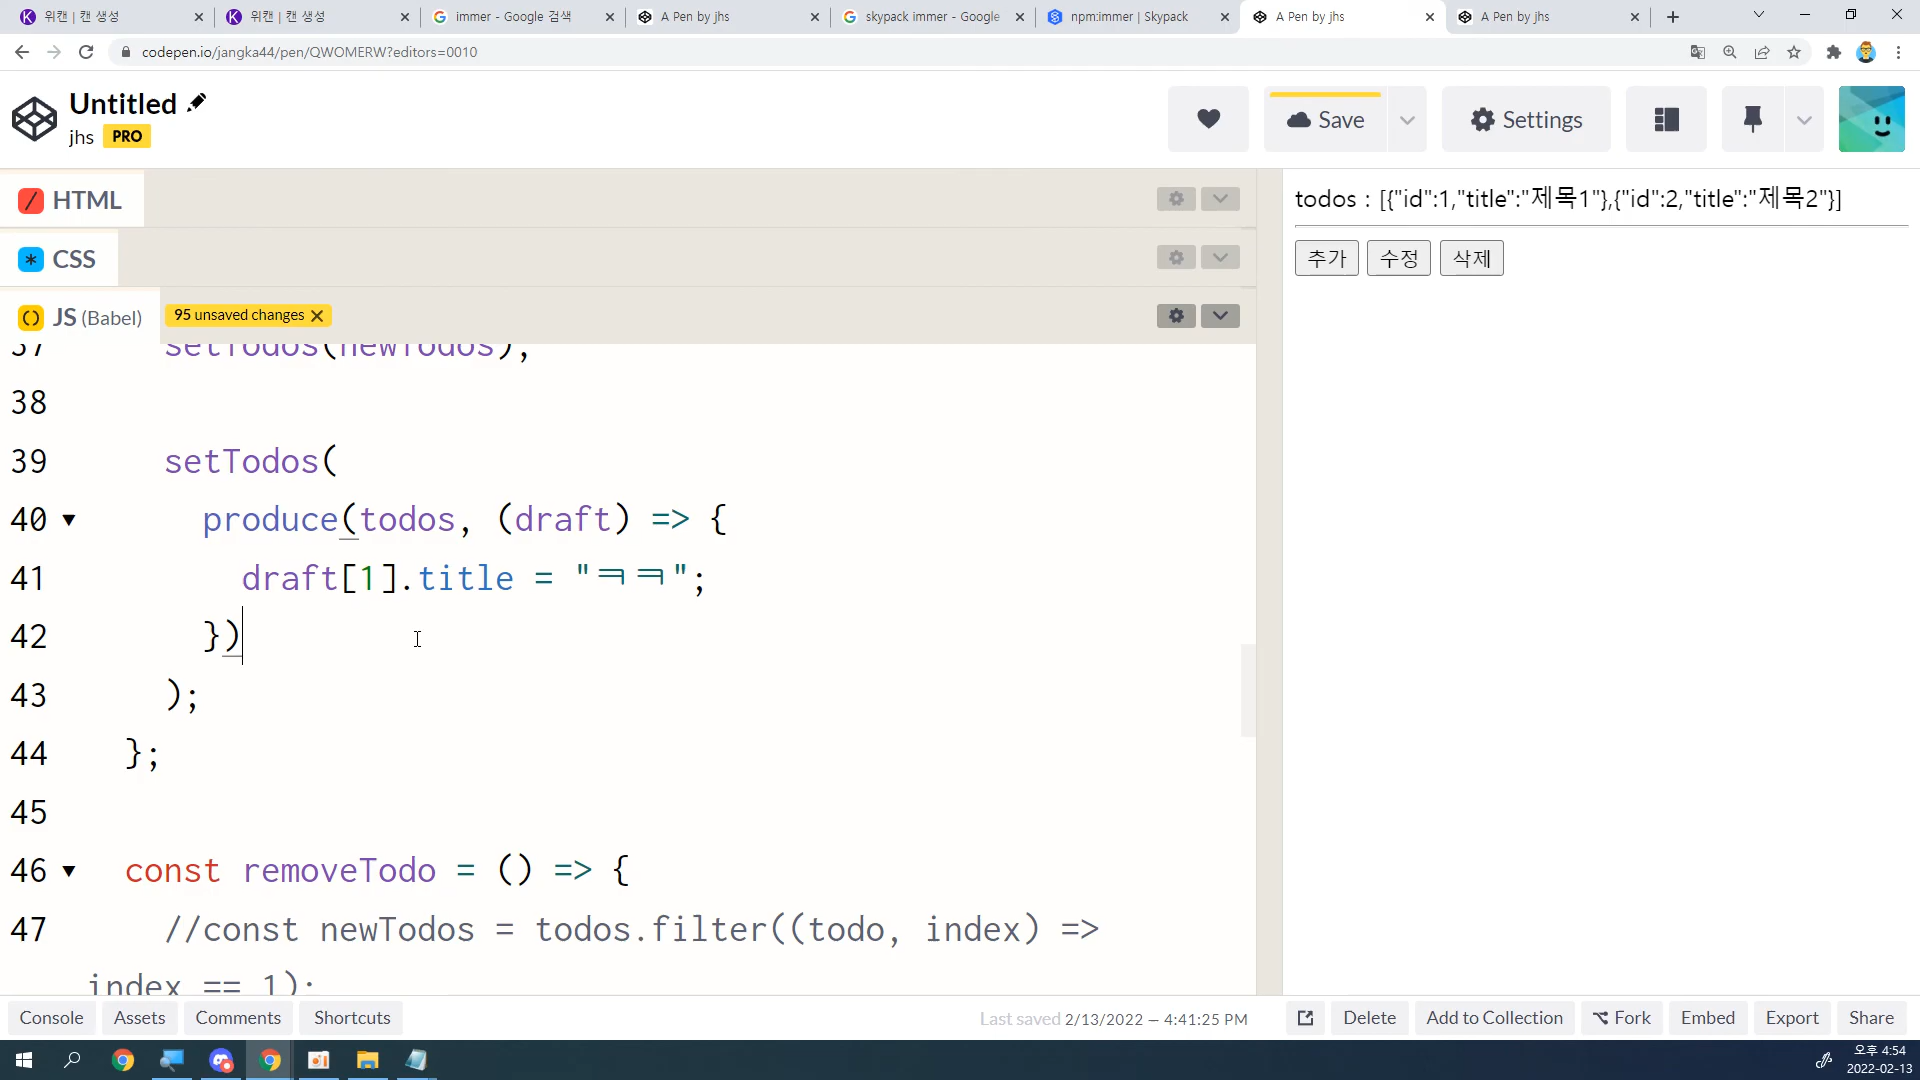 위캔 | 캔 생성
위캔 | 캔 생성
immer - Google 검색
A Pen by jhs
skypack immer - Google
npm:immer | Skypack
A Pen by jhs
A Pen by jhs
codepen.io/jangka44/pen/QWOMERW?editors=0010
Untitled
jhs PRO
Save
Settings
HTML
CSS
JS (Babel)
95 unsaved changes
37 setTodos(newTodos);
38
39 setTodos(
40 produce(todos, (draft) => {
41 draft[1].title = "ㅋㅋ";
42 })
43 );
44 };
45
46 const removeTodo = () => {
47 //const newTodos = todos.filter((todo, index) =>
index == 1);
todos : [{"id":1,"title":"제목1"},{"id":2,"title":"제목2"}]
추가 수정 삭제
Console Assets Comments Shortcuts
Last saved 2/13/2022 — 4:41:25 PM
Delete Add to Collection Fork Embed Export Share
오후 4:54
2022-02-13